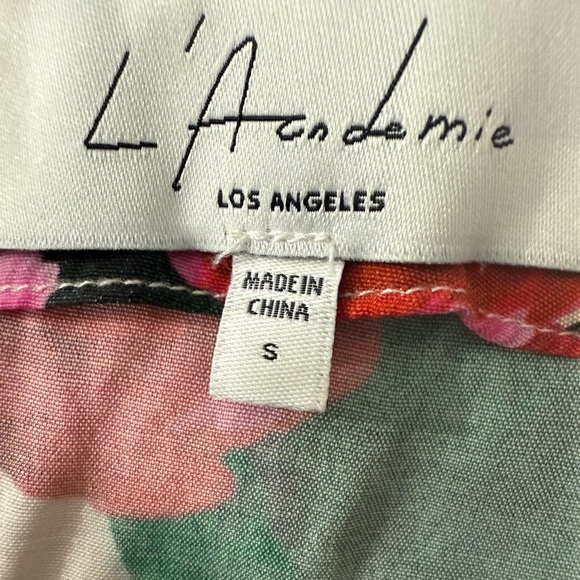 L'Academie
LOS ANGELES
MADE IN
CHINA
S